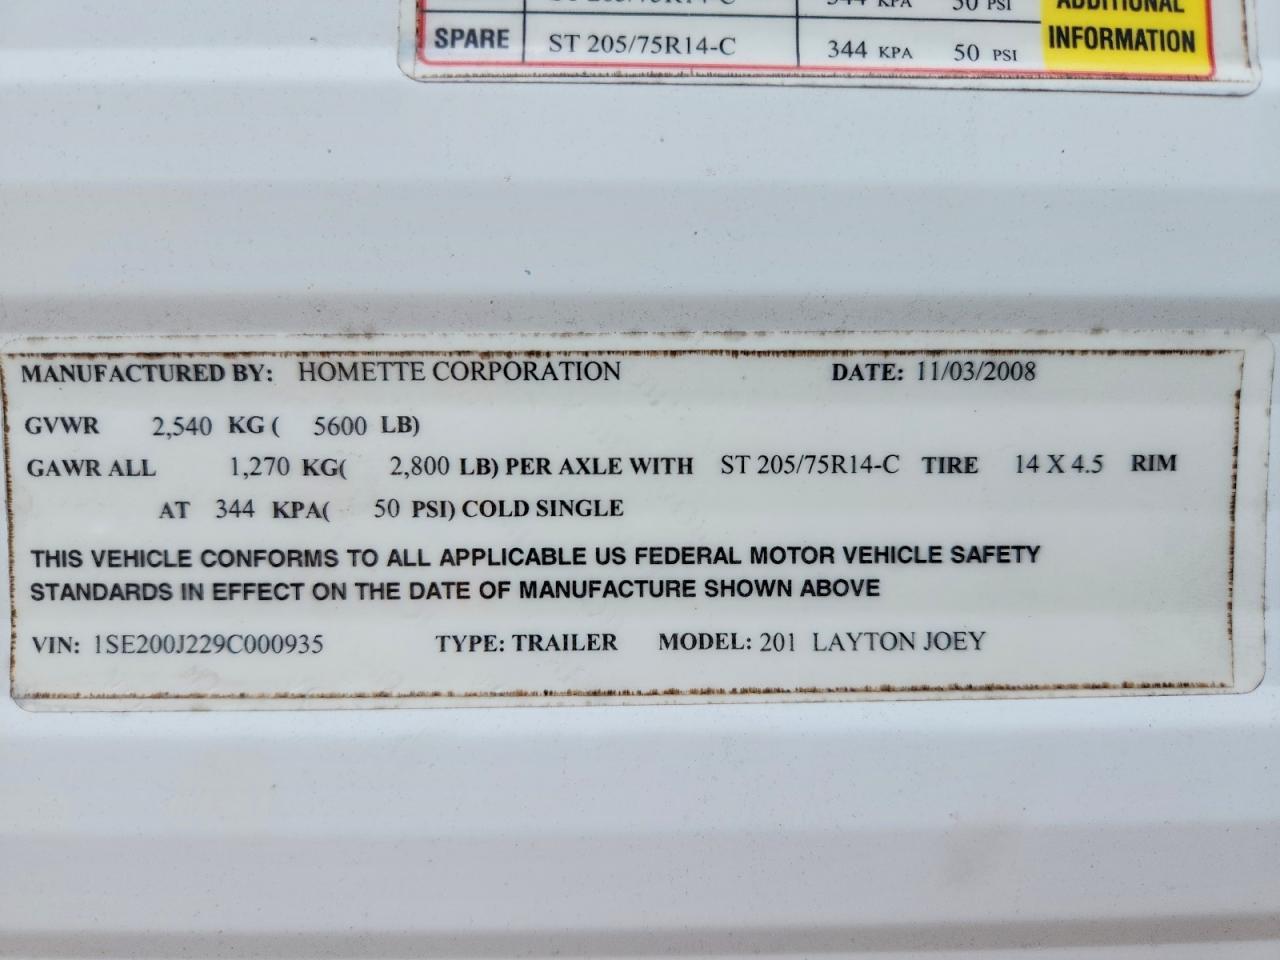 ADDITIONAL
KPA 50 PSI
SPARE ST 205/75R14-C 344 KPA 50 PSI INFORMATION
MANUFACTURED BY: HOMETTE CORPORATION DATE: 11/03/2008
GVWR 2,540 KG ( 5600 LB)
GAWR ALL 1,270 KG( 2,800 LB) PER AXLE WITH ST 205/75R14-C TIRE 14 X 4.5 RIM
AT 344 KPA( 50 PSI) COLD SINGLE
THIS VEHICLE CONFORMS TO ALL APPLICABLE US FEDERAL MOTOR VEHICLE SAFETY
STANDARDS IN EFFECT ON THE DATE OF MANUFACTURE SHOWN ABOVE
VIN: 1SE200J229C000935 TYPE: TRAILER MODEL: 201 LAYTON JOEY